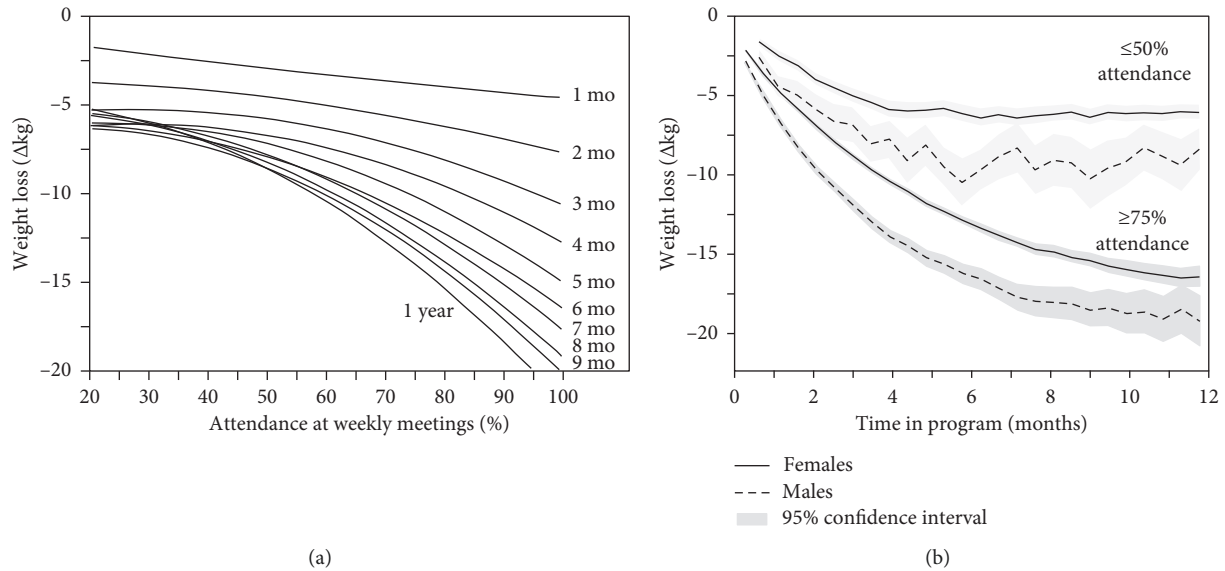 0
−5
−10
−15
−20
Weight loss (Δkg)
1 mo
2 mo
3 mo
4 mo
5 mo
6 mo
7 mo
8 mo
9 mo
1 year
20 30 40 50 60 70 80 90 100
Attendance at weekly meetings (%)
(a)
0
−5
−10
−15
−20
Weight loss (Δkg)
≤50%
attendance
≥75%
attendance
0 2 4 6 8 10 12
Time in program (months)
Females
Males
95% confidence interval
(b)